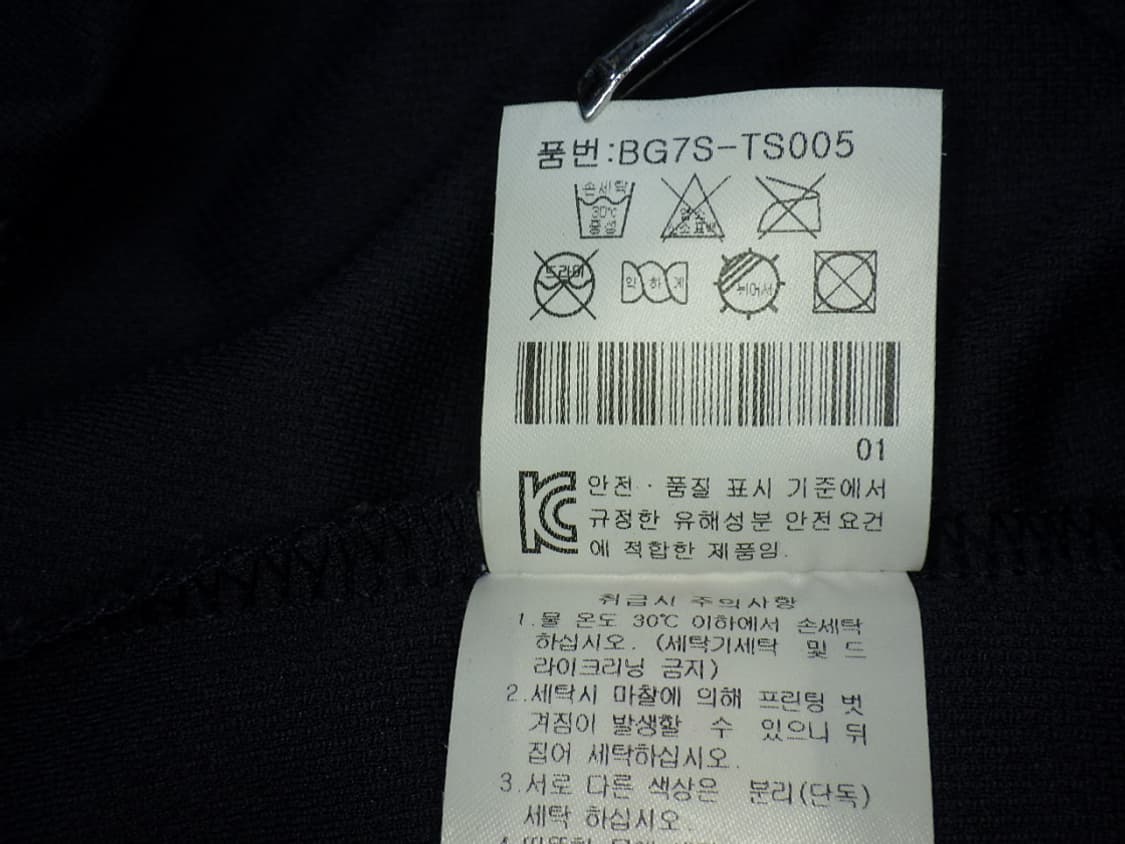 품번:BG7S-TS005
손세탁
30℃
중성
염소
산소 표백
드라이
약 하 게
뉘어서
01
안전·품질 표시 기준에서
규정한 유해성분 안전요건
에 적합한 제품임.
취급시 주의사항
1.물 온도 30℃ 이하에서 손세탁
하십시오. (세탁기세탁 및 드
라이크리닝 금지)
2.세탁시 마찰에 의해 프린팅 벗
겨짐이 발생할 수 있으니 뒤
집어 세탁하십시오.
3.서로 다른 색상은 분리(단독)
세탁 하십시오.